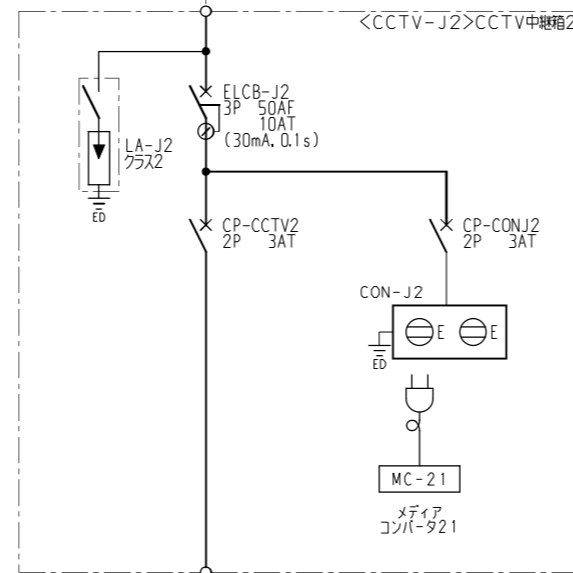 <CCTV-J2>CCTV中継箱2
ELCB-J2
3P 50AF
10AT
(30mA, 0.1s)
LA-J2
クラス2
ED
CP-CCTV2
2P 3AT
CP-CONJ2
2P 3AT
CON-J2
E E
ED
MC-21
メディア
コンバータ21